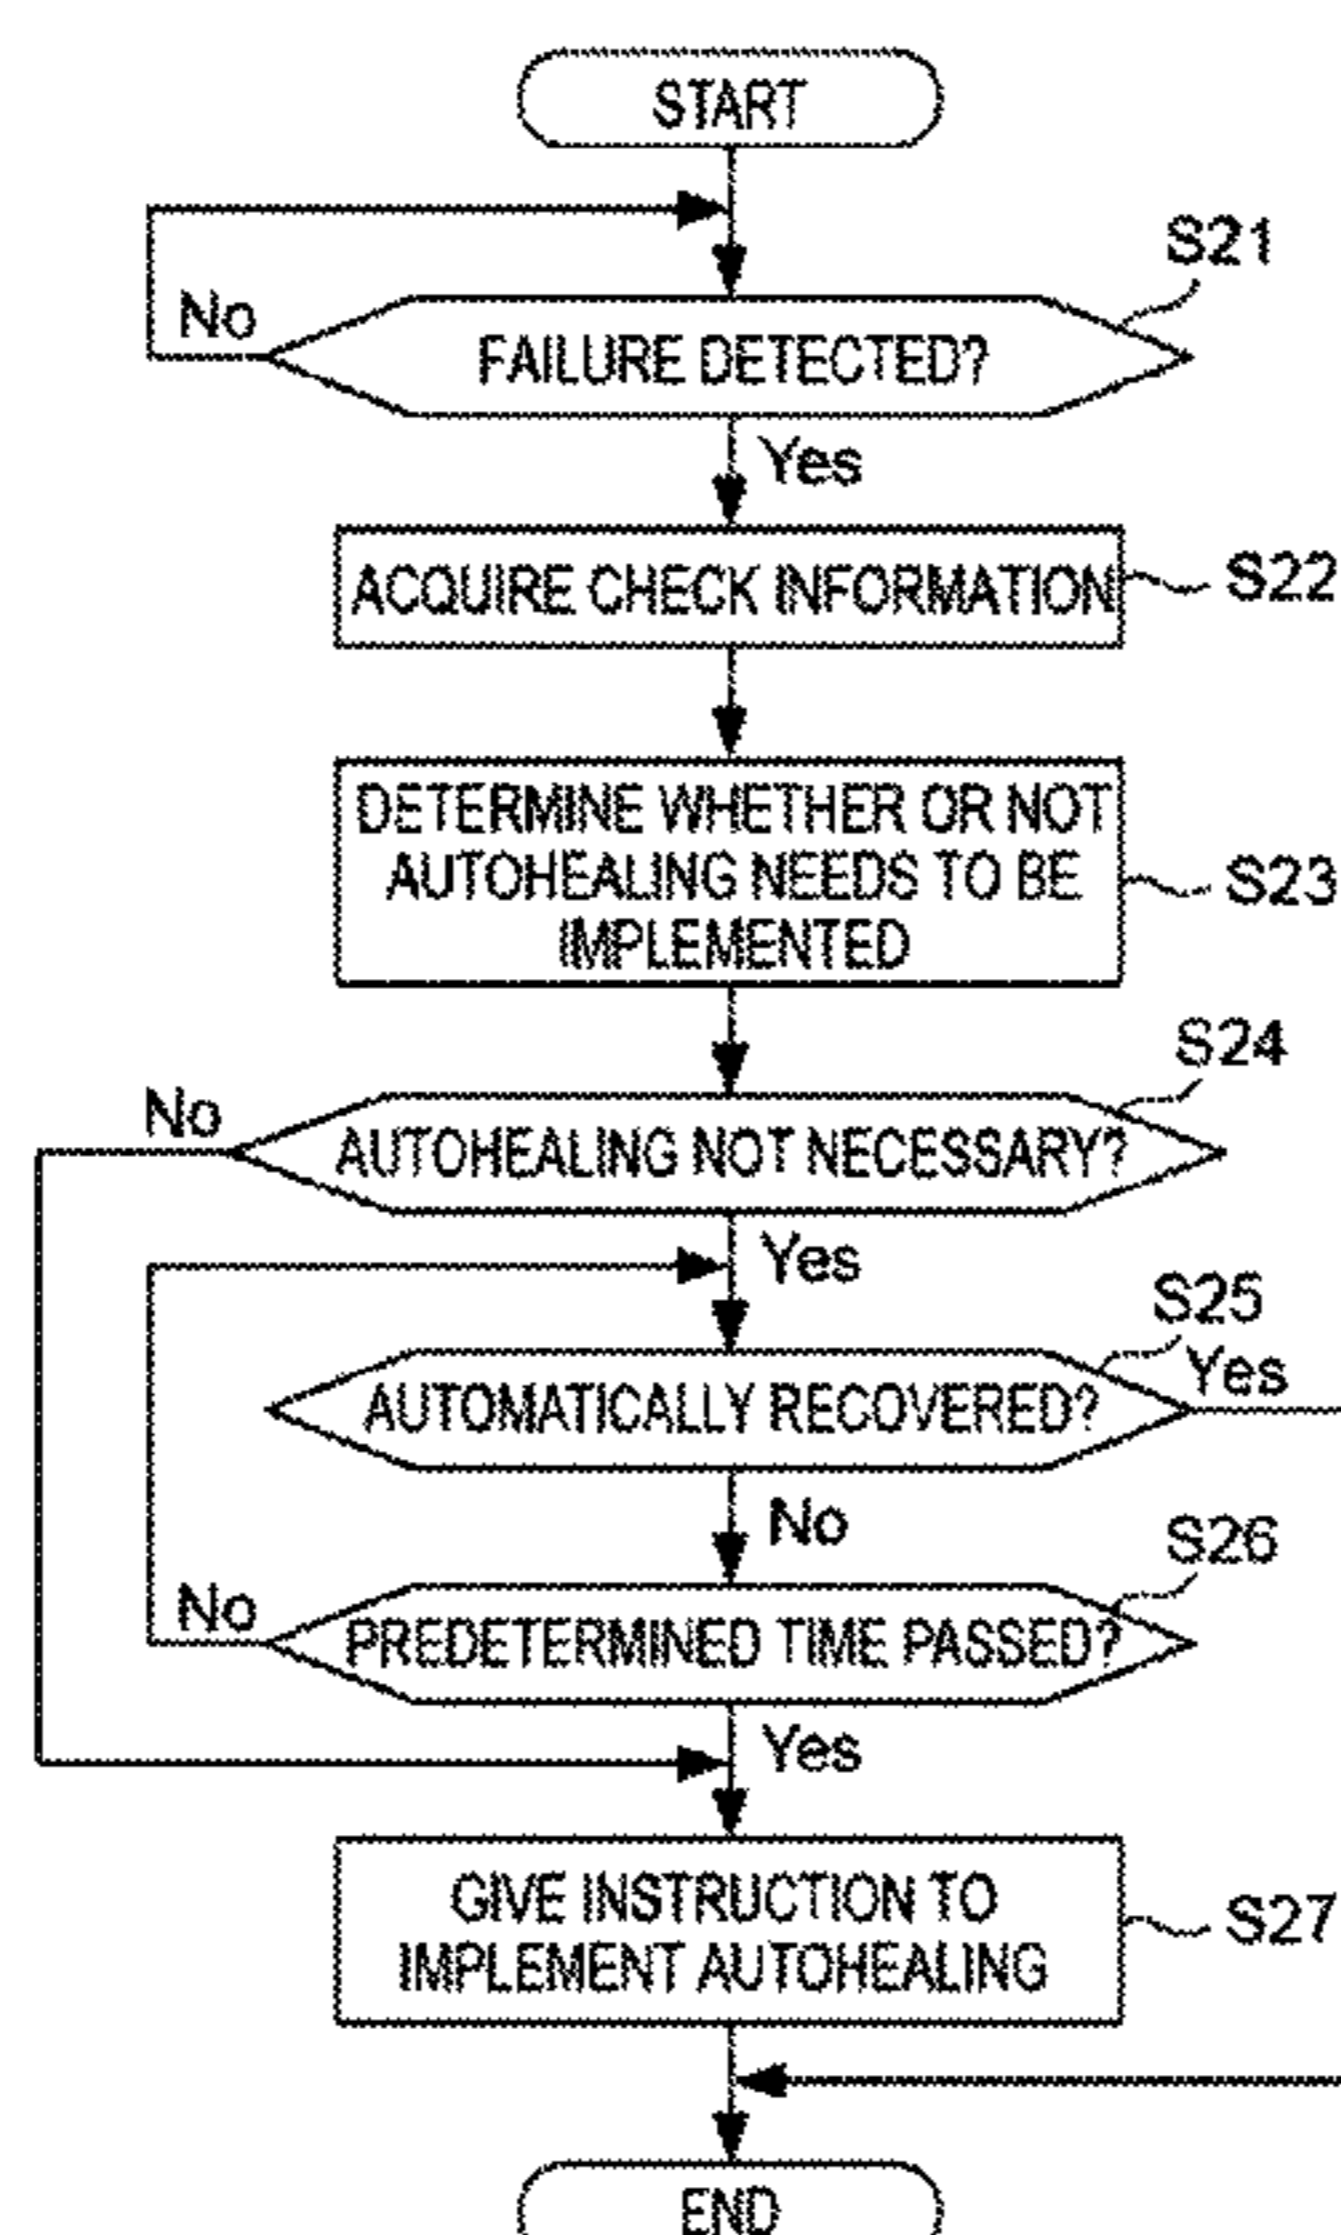 START
S21
No
FAILURE DETECTED?
Yes
ACQUIRE CHECK INFORMATION
S22
DETERMINE WHETHER OR NOT
AUTOHEALING NEEDS TO BE
IMPLEMENTED
S23
S24
No
AUTOHEALING NOT NECESSARY?
Yes
S25
Yes
AUTOMATICALLY RECOVERED?
No
S26
No
PREDETERMINED TIME PASSED?
Yes
GIVE INSTRUCTION TO
IMPLEMENT AUTOHEALING
S27
END